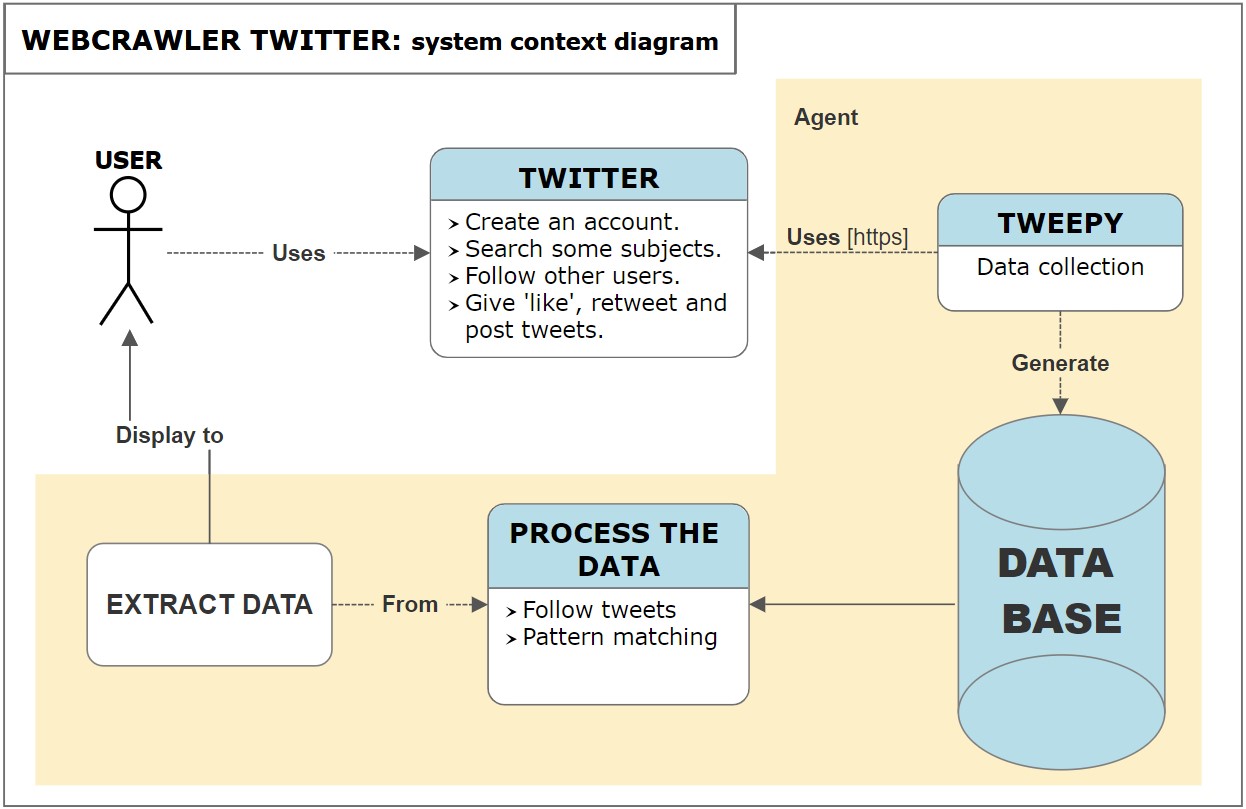 WEBCRAWLER TWITTER: system context diagram
Agent
USER
TWITTER
➢ Create an account.
➢ Search some subjects.
➢ Follow other users.
➢ Give 'like', retweet and
post tweets.
Uses
Uses [https]
TWEEPY
Data collection
Generate
Display to
EXTRACT DATA
From
PROCESS THE
DATA
➢ Follow tweets
➢ Pattern matching
DATA
BASE